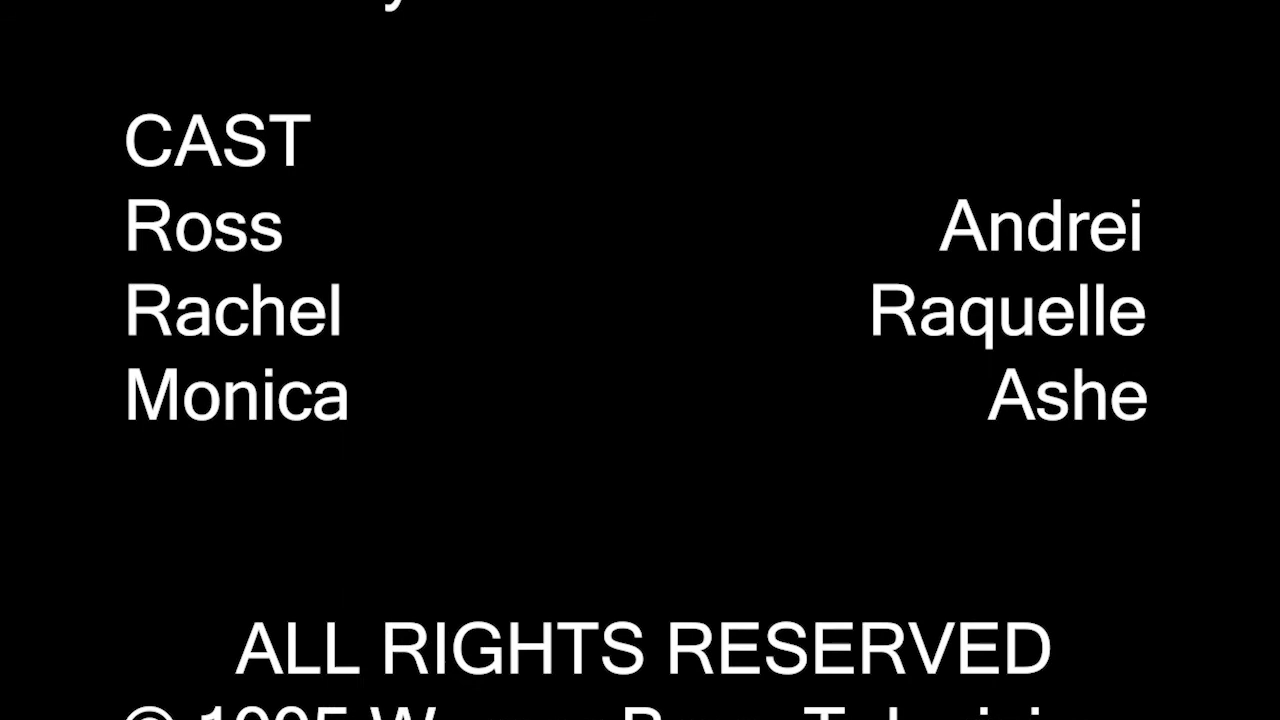 CAST
Ross Andrei
Rachel Raquelle
Monica Ashe
ALL RIGHTS RESERVED